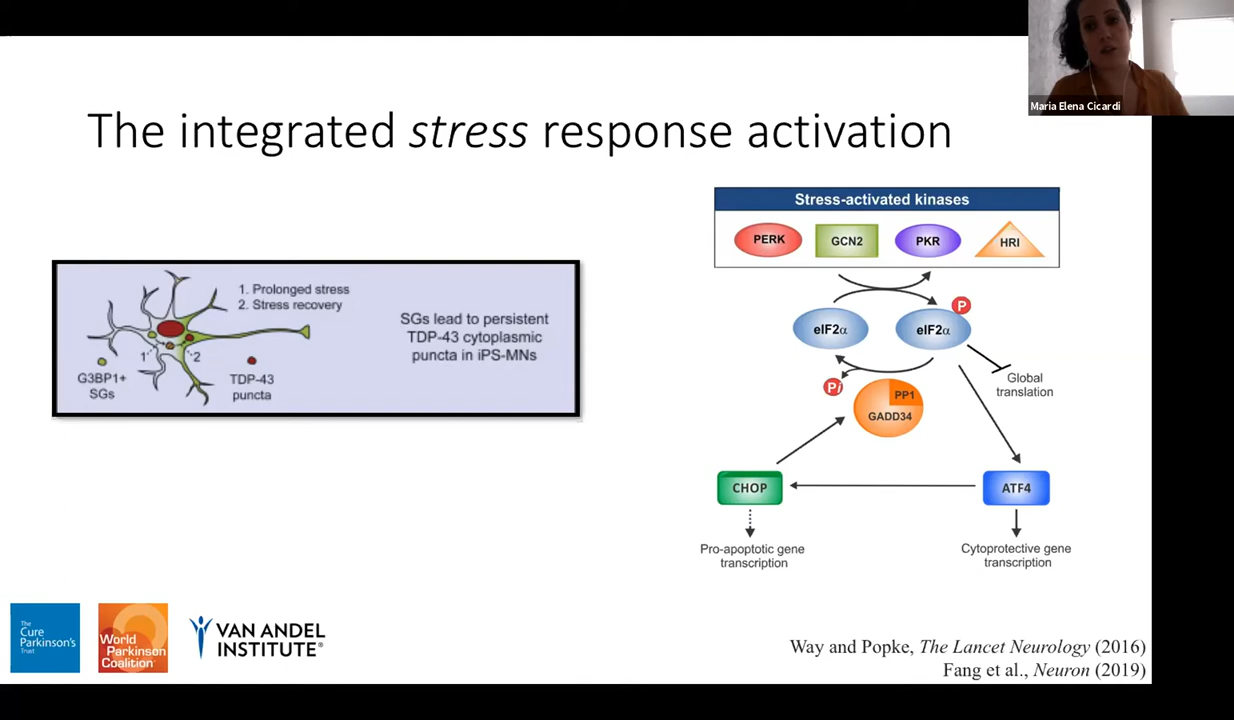 Maria Elena Cicardi
The integrated stress response activation
1. Prolonged stress
2. Stress recovery
SGs lead to persistent
TDP-43 cytoplasmic
puncta in iPS-MNs
1
2
G3BP1+
SGs
TDP-43
puncta
Stress-activated kinases
PERK
GCN2
PKR
HRI
P
eIF2α
eIF2α
Global
translation
Pi
PP1
GADD34
CHOP
ATF4
Pro-apoptotic gene
transcription
Cytoprotective gene
transcription
The
Cure
Parkinson's
Trust
World
Parkinson
Coalition
VAN ANDEL
INSTITUTE®
Way and Popke, The Lancet Neurology (2016)
Fang et al., Neuron (2019)